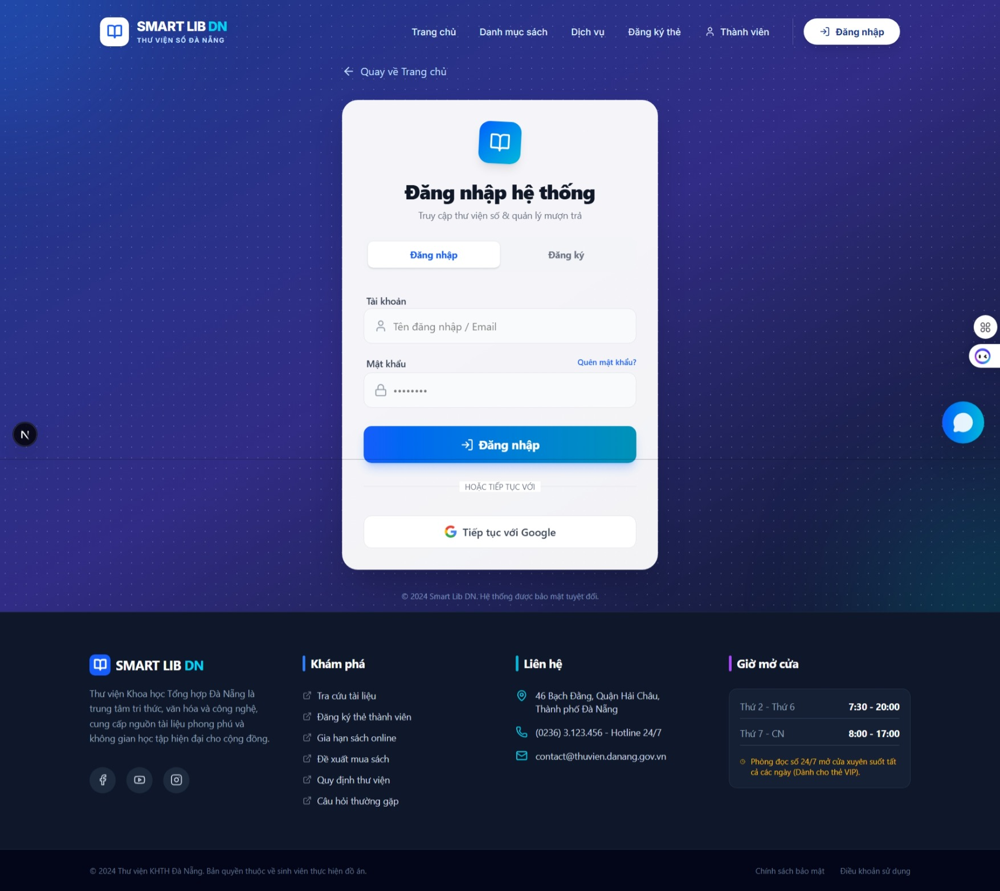 SMART LIB DN
THƯ VIỆN SỐ ĐÀ NẴNG
Trang chủ
Danh mục sách
Dịch vụ
Đăng ký thẻ
Thành viên
Đăng nhập
Quay về Trang chủ
Đăng nhập hệ thống
Truy cập thư viện số & quản lý mượn trả
Đăng nhập
Đăng ký
Tài khoản
Tên đăng nhập / Email
Mật khẩu
Quên mật khẩu?
••••••••
Đăng nhập
HOẶC TIẾP TỤC VỚI
Tiếp tục với Google
© 2024 Smart Lib DN. Hệ thống được bảo mật tuyệt đối.
SMART LIB DN
Thư viện Khoa học Tổng hợp Đà Nẵng là
trung tâm tri thức, văn hóa và công nghệ,
cung cấp nguồn tài liệu phong phú và
không gian học tập hiện đại cho cộng đồng.
Khám phá
Tra cứu tài liệu
Đăng ký thẻ thành viên
Gia hạn sách online
Đề xuất mua sách
Quy định thư viện
Câu hỏi thường gặp
Liên hệ
46 Bạch Đằng, Quận Hải Châu,
Thành phố Đà Nẵng
(0236) 3.123.456 - Hotline 24/7
contact@thuvien.danang.gov.vn
Giờ mở cửa
Thứ 2 - Thứ 6 7:30 - 20:00
Thứ 7 - CN 8:00 - 17:00
Phòng đọc số 24/7 mở cửa xuyên suốt tất
cả các ngày (Dành cho thẻ VIP).
© 2024 Thư viện KHTH Đà Nẵng. Bản quyền thuộc về sinh viên thực hiện đồ án.
Chính sách bảo mật
Điều khoản sử dụng